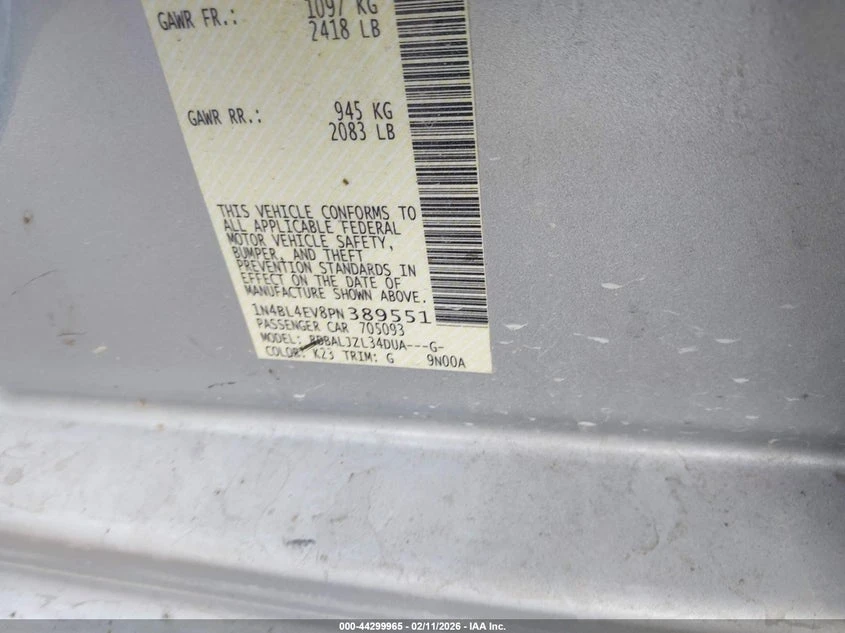 GAWR FR.: 1097 KG
2418 LB
GAWR RR.: 945 KG
2083 LB
THIS VEHICLE CONFORMS TO
ALL APPLICABLE FEDERAL
MOTOR VEHICLE SAFETY,
BUMPER, AND THEFT
PREVENTION STANDARDS IN
EFFECT ON THE DATE OF
MANUFACTURE SHOWN ABOVE.
1N4BL4EV8PN389551
PASSENGER CAR 705093
MODEL:
COLOR: K23 TRIM: G 9N00A
000-44299965 - 02/11/2026 - IAA Inc.